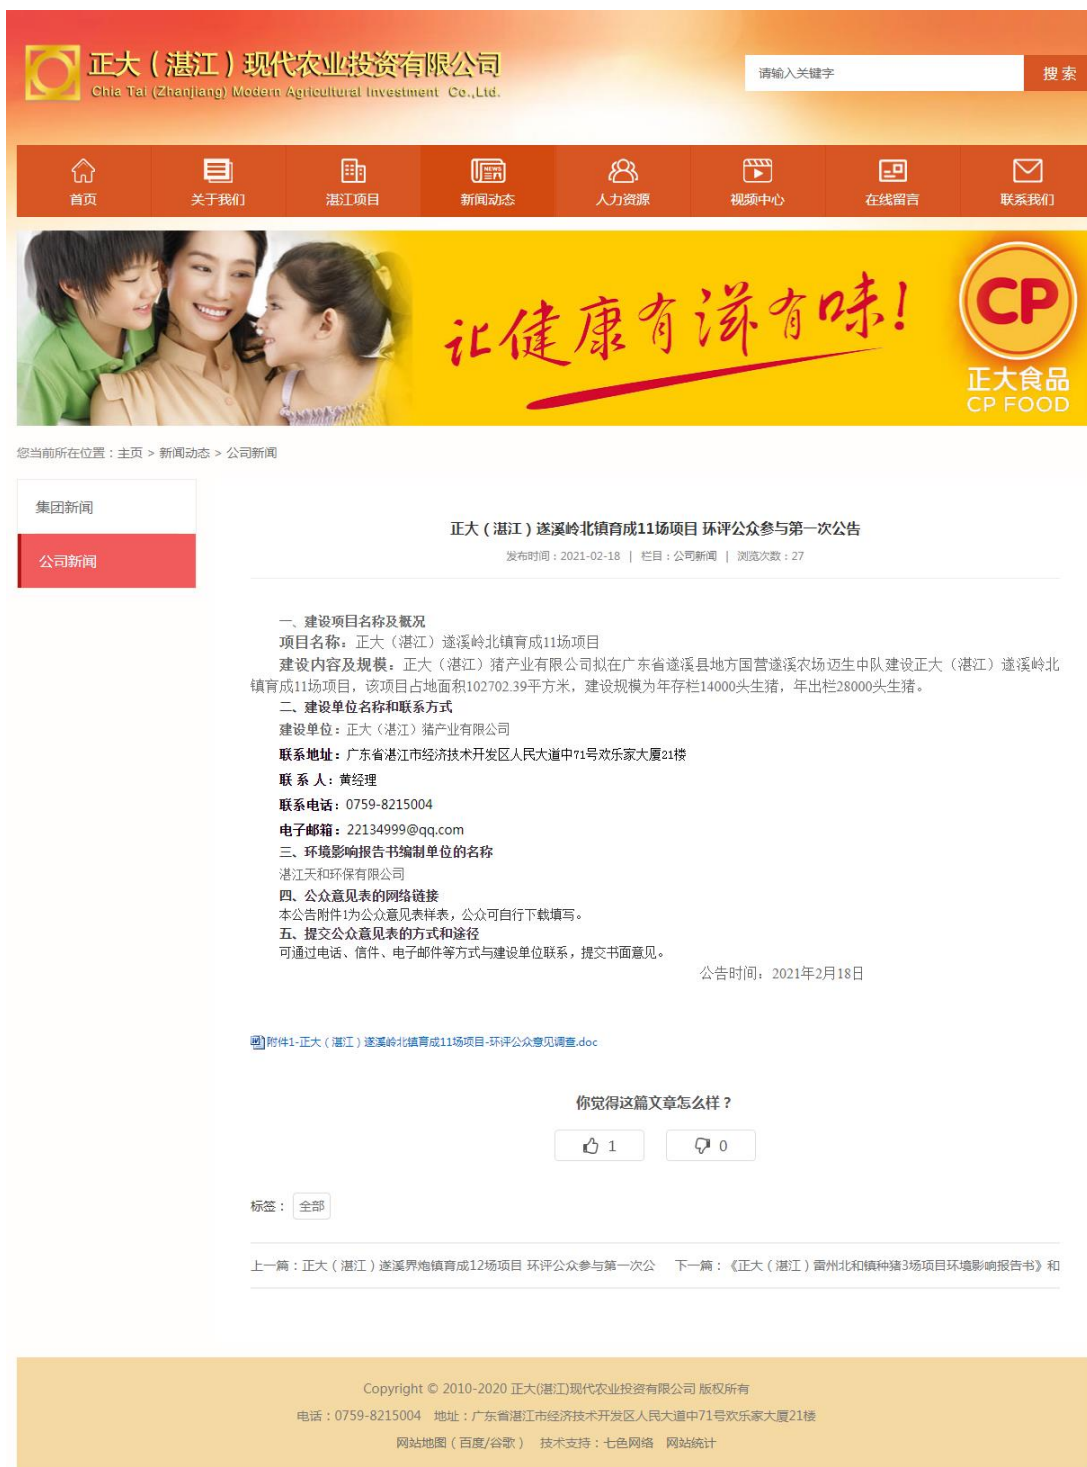 正大（湛江）现代农业投资有限公司
Chia Tai (Zhanjiang) Modern Agricultural Investment Co.,Ltd.
请输入关键字
搜 索
首页
关于我们
湛江项目
NEWS
新闻动态
人力资源
视频中心
在线留言
联系我们
让健康有滋有味!
CP
正大食品
CP FOOD
您当前所在位置：主页 > 新闻动态 > 公司新闻
集团新闻
公司新闻
正大（湛江）遂溪岭北镇育成11场项目 环评公众参与第一次公告
发布时间：2021-02-18 | 栏目：公司新闻 | 浏览次数：27
一、建设项目名称及概况
项目名称：正大（湛江）遂溪岭北镇育成11场项目
建设内容及规模：正大（湛江）猪产业有限公司拟在广东省遂溪县地方国营遂溪农场迈生中队建设正大（湛江）遂溪岭北
镇育成11场项目，该项目占地面积102702.39平方米，建设规模为年存栏14000头生猪，年出栏28000头生猪。
二、建设单位名称和联系方式
建设单位：正大（湛江）猪产业有限公司
联系地址：广东省湛江市经济技术开发区人民大道中71号欢乐家大厦21楼
联 系 人：黄经理
联系电话：0759-8215004
电子邮箱：22134999@qq.com
三、环境影响报告书编制单位的名称
湛江天和环保有限公司
四、公众意见表的网络链接
本公告附件1为公众意见表样表，公众可自行下载填写。
五、提交公众意见表的方式和途径
可通过电话、信件、电子邮件等方式与建设单位联系，提交书面意见。
公告时间：2021年2月18日
附件1-正大（湛江）遂溪岭北镇育成11场项目-环评公众意见调查.doc
你觉得这篇文章怎么样？
1
0
标签： 全部
上一篇：正大（湛江）遂溪界炮镇育成12场项目 环评公众参与第一次公
下一篇：《正大（湛江）雷州北和镇种猪3场项目环境影响报告书》和
Copyright © 2010-2020 正大(湛江)现代农业投资有限公司 版权所有
电话：0759-8215004 地址：广东省湛江市经济技术开发区人民大道中71号欢乐家大厦21楼
网站地图（百度/谷歌） 技术支持：七色网络 网站统计